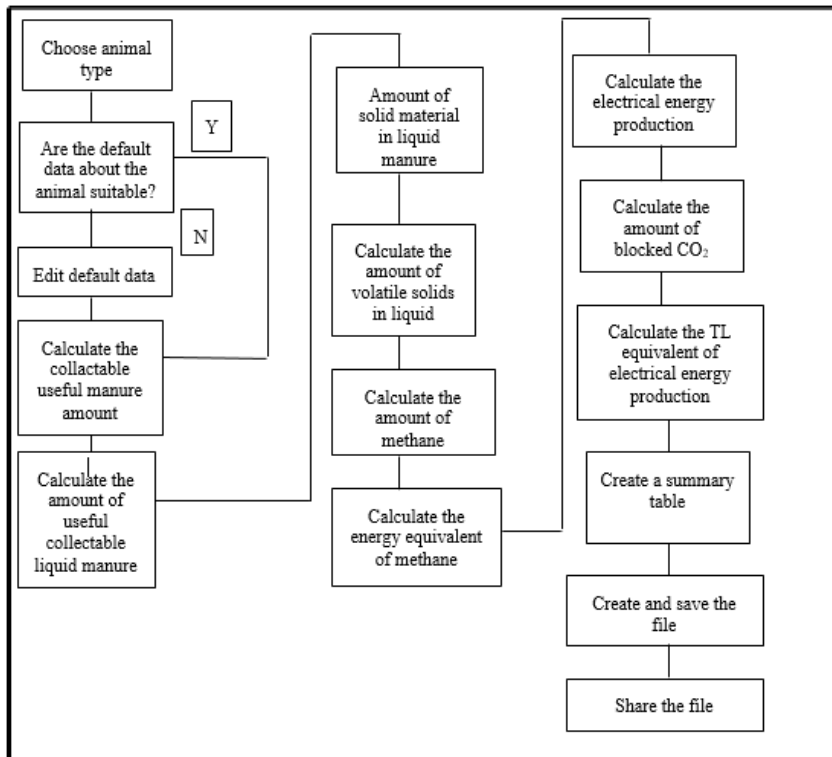 Choose animal
type
Y
Are the default
data about the
animal suitable?
N
Edit default data
Calculate the
collactable
useful manure
amount
Calculate the
amount of
useful
collectable
liquid manure
Amount of
solid material
in liquid
manure
Calculate the
amount of
volatile solids
in liquid
Calculate the
amount of
methane
Calculate the
energy equivalent
of methane
Calculate the
electrical energy
production
Calculate the
amount of
blocked CO₂
Calculate the TL
equivalent of
electrical energy
production
Create a summary
table
Create and save the
file
Share the file